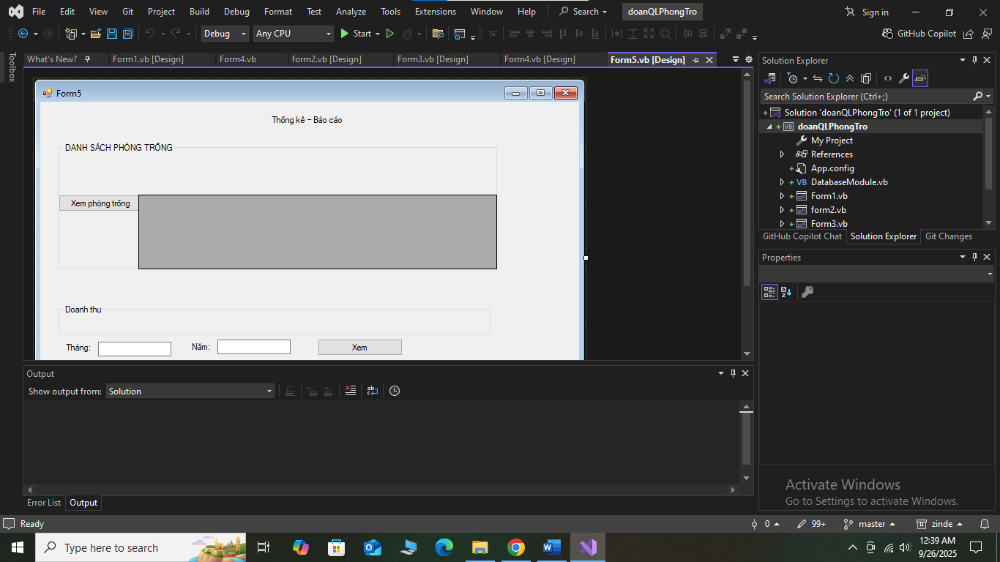 File Edit View Git Project Build Debug Format Test Analyze Tools Extensions Window Help Search doanQLPhongTro Sign in
Debug Any CPU Start GitHub Copilot
Toolbox
What's New? Form1.vb [Design] Form4.vb form2.vb [Design] Form3.vb [Design] Form4.vb [Design] Form5.vb [Design]
Form5
Thống kê – Báo cáo
DANH SÁCH PHÒNG TRỐNG
Xem phòng trống
Doanh thu
Tháng: Năm: Xem
Solution Explorer
Search Solution Explorer (Ctrl+;)
Solution 'doanQLPhongTro' (1 of 1 project)
VB doanQLPhongTro
My Project
References
App.config
VB DatabaseModule.vb
Form1.vb
form2.vb
Form3.vb
GitHub Copilot Chat Solution Explorer Git Changes
Properties
Output
Show output from: Solution
Error List Output
Activate Windows
Go to Settings to activate Windows.
Ready 0 99+ master zinde
Type here to search
12:39 AM
9/26/2025